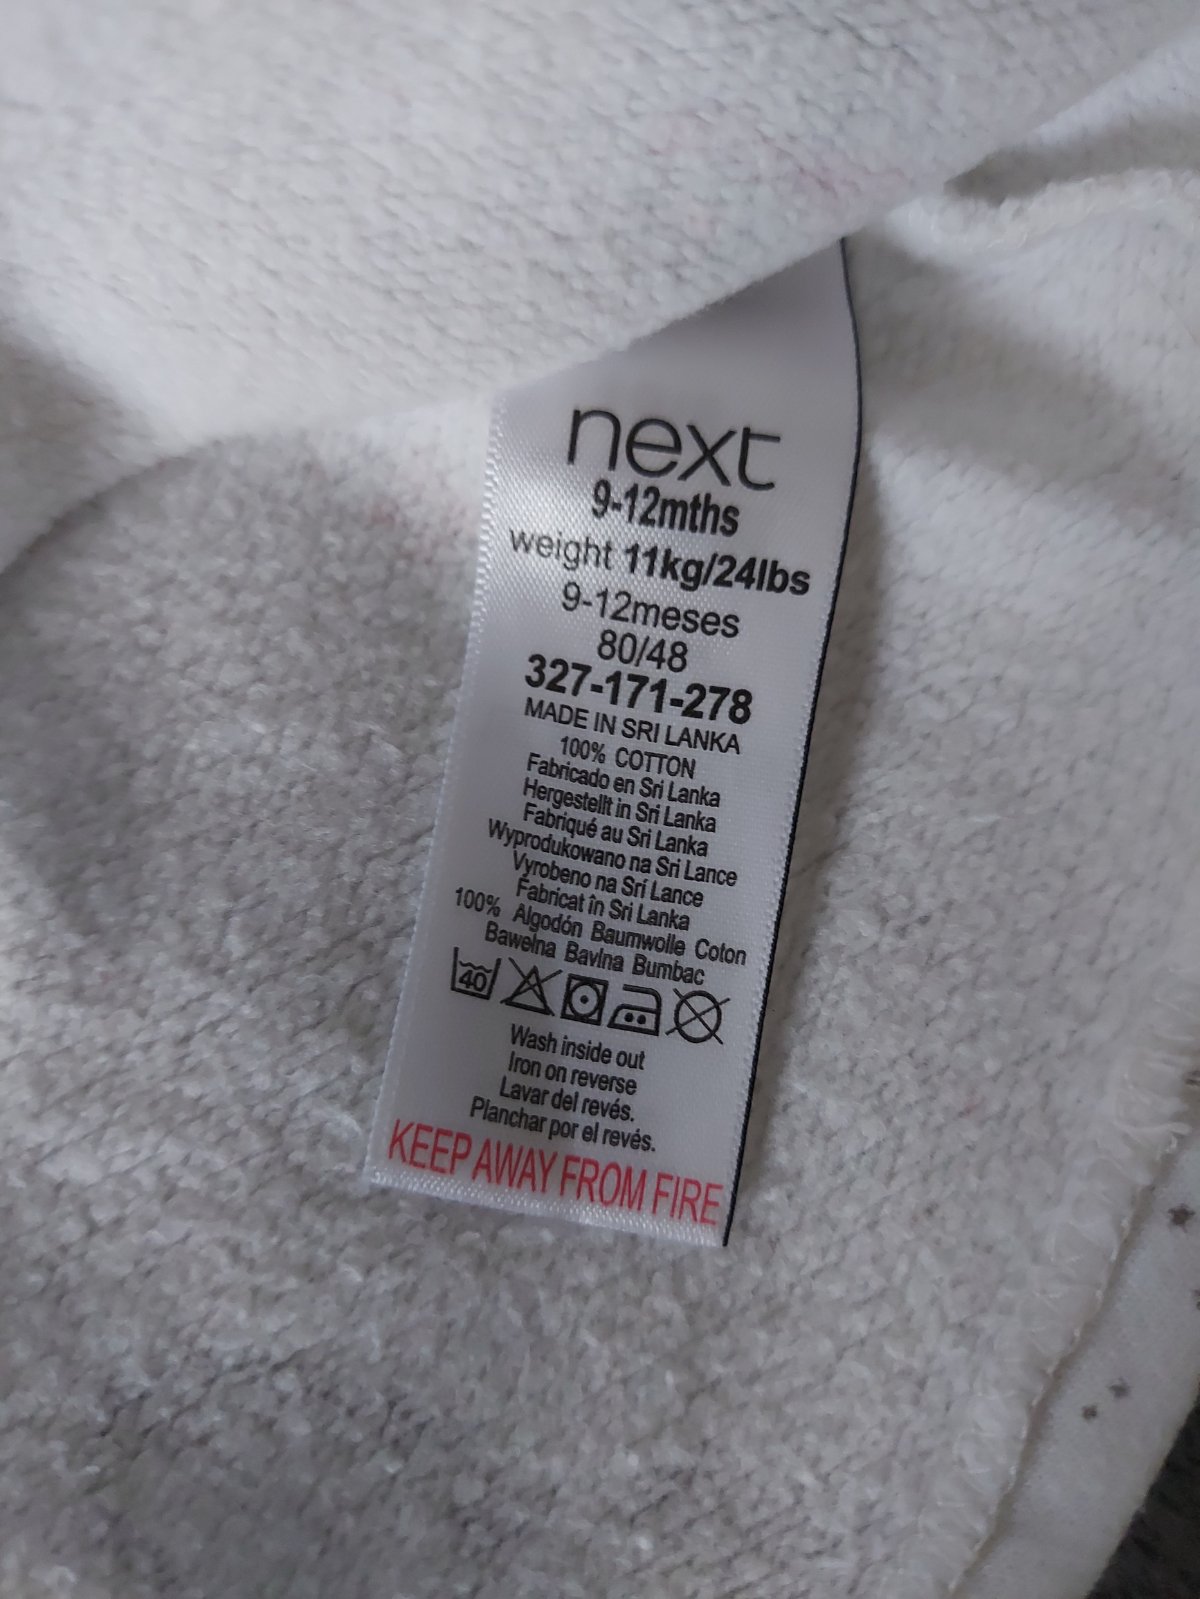 next
9-12mths
weight 11kg/24lbs
9-12meses
80/48
327-171-278
MADE IN SRI LANKA
100% COTTON
Fabricado en Sri Lanka
Hergestellt in Sri Lanka
Fabriqué au Sri Lanka
Wyprodukowano na Sri Lance
Vyrobeno na Srí Lance
Fabricat în Sri Lanka
100% Algodón Baumwolle Coton
Bawełna Bavlna Bumbac
40
Wash inside out
Iron on reverse
Lavar del revés.
Planchar por el revés.
KEEP AWAY FROM FIRE